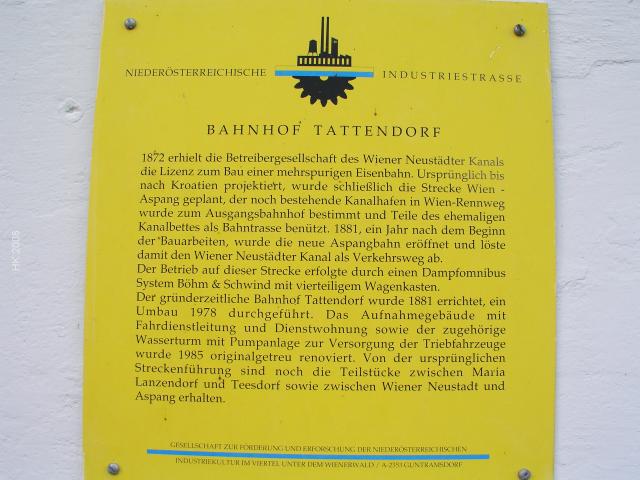 NIEDERÖSTERREICHISCHE INDUSTRIESTRASSE
BAHNHOF TATTENDORF
1872 erhielt die Betreibergesellschaft des Wiener Neustädter Kanals
die Lizenz zum Bau einer mehrspurigen Eisenbahn. Ursprünglich bis
nach Kroatien projektiert, wurde schließlich die Strecke Wien -
Aspang geplant, der noch bestehende Kanalhafen in Wien-Rennweg
wurde zum Ausgangsbahnhof bestimmt und Teile des ehemaligen
Kanalbettes als Bahntrasse benützt. 1881, ein Jahr nach dem Beginn
der Bauarbeiten, wurde die neue Aspangbahn eröffnet und löste
damit den Wiener Neustädter Kanal als Verkehrsweg ab.
Der Betrieb auf dieser Strecke erfolgte durch einen Dampfomnibus
System Böhm & Schwind mit vierteiligem Wagenkasten.
Der gründerzeitliche Bahnhof Tattendorf wurde 1881 errichtet, ein
Umbau 1978 durchgeführt. Das Aufnahmegebäude mit
Fahrdienstleitung und Dienstwohnung sowie der zugehörige
Wasserturm mit Pumpanlage zur Versorgung der Triebfahrzeuge
wurde 1985 originalgetreu renoviert. Von der ursprünglichen
Streckenführung sind noch die Teilstücke zwischen Maria
Lanzendorf und Teesdorf sowie zwischen Wiener Neustadt und
Aspang erhalten.
GESELLSCHAFT ZUR FÖRDERUNG UND ERFORSCHUNG DER NIEDERÖSTERREICHISCHEN
INDUSTRIEKULTUR IM VIERTEL UNTER DEM WIENERWALD / A-2353 GUNTRAMSDORF